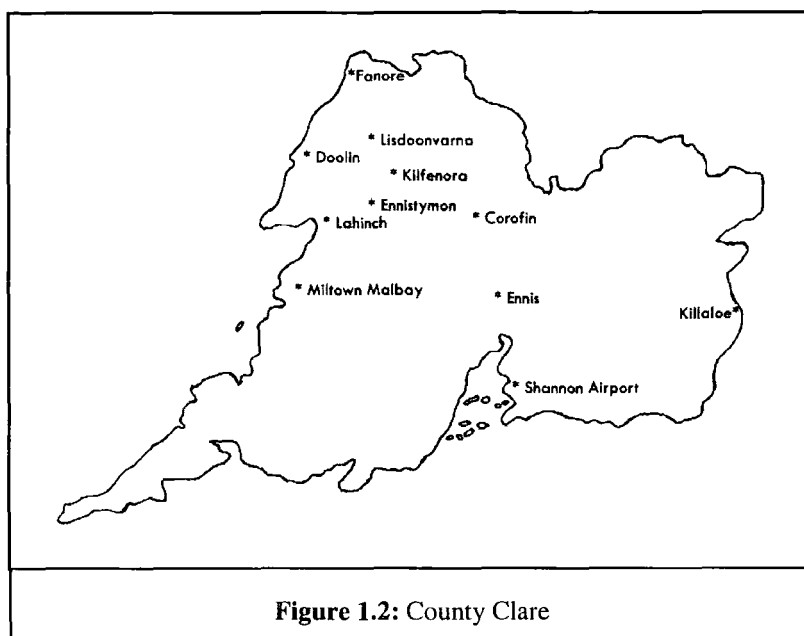 *Fanore
* Lisdoonvarna
* Doolin
* Kilfenora
* Ennistymon
* Lahinch
* Corofin
* Miltown Malbay
* Ennis
Killaloe*
* Shannon Airport
Figure 1.2: County Clare